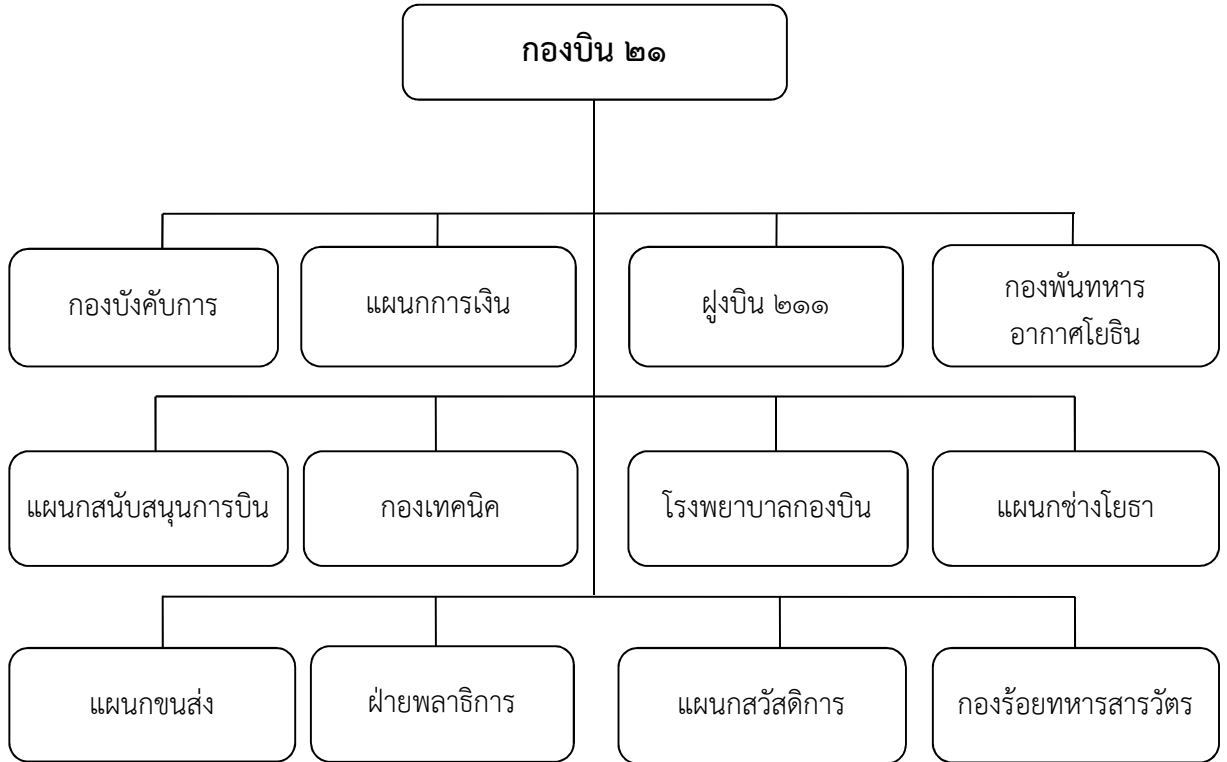 กองบิน ๒๑
กองบังคับการ
แผนกการเงิน
ฝูงบิน ๒๑๑
กองพันทหาร
อากาศโยธิน
แผนกสนับสนุนการบิน
กองเทคนิค
โรงพยาบาลกองบิน
แผนกช่างโยธา
แผนกขนส่ง
ฝ่ายพลาธิการ
แผนกสวัสดิการ
กองร้อยทหารสารวัตร